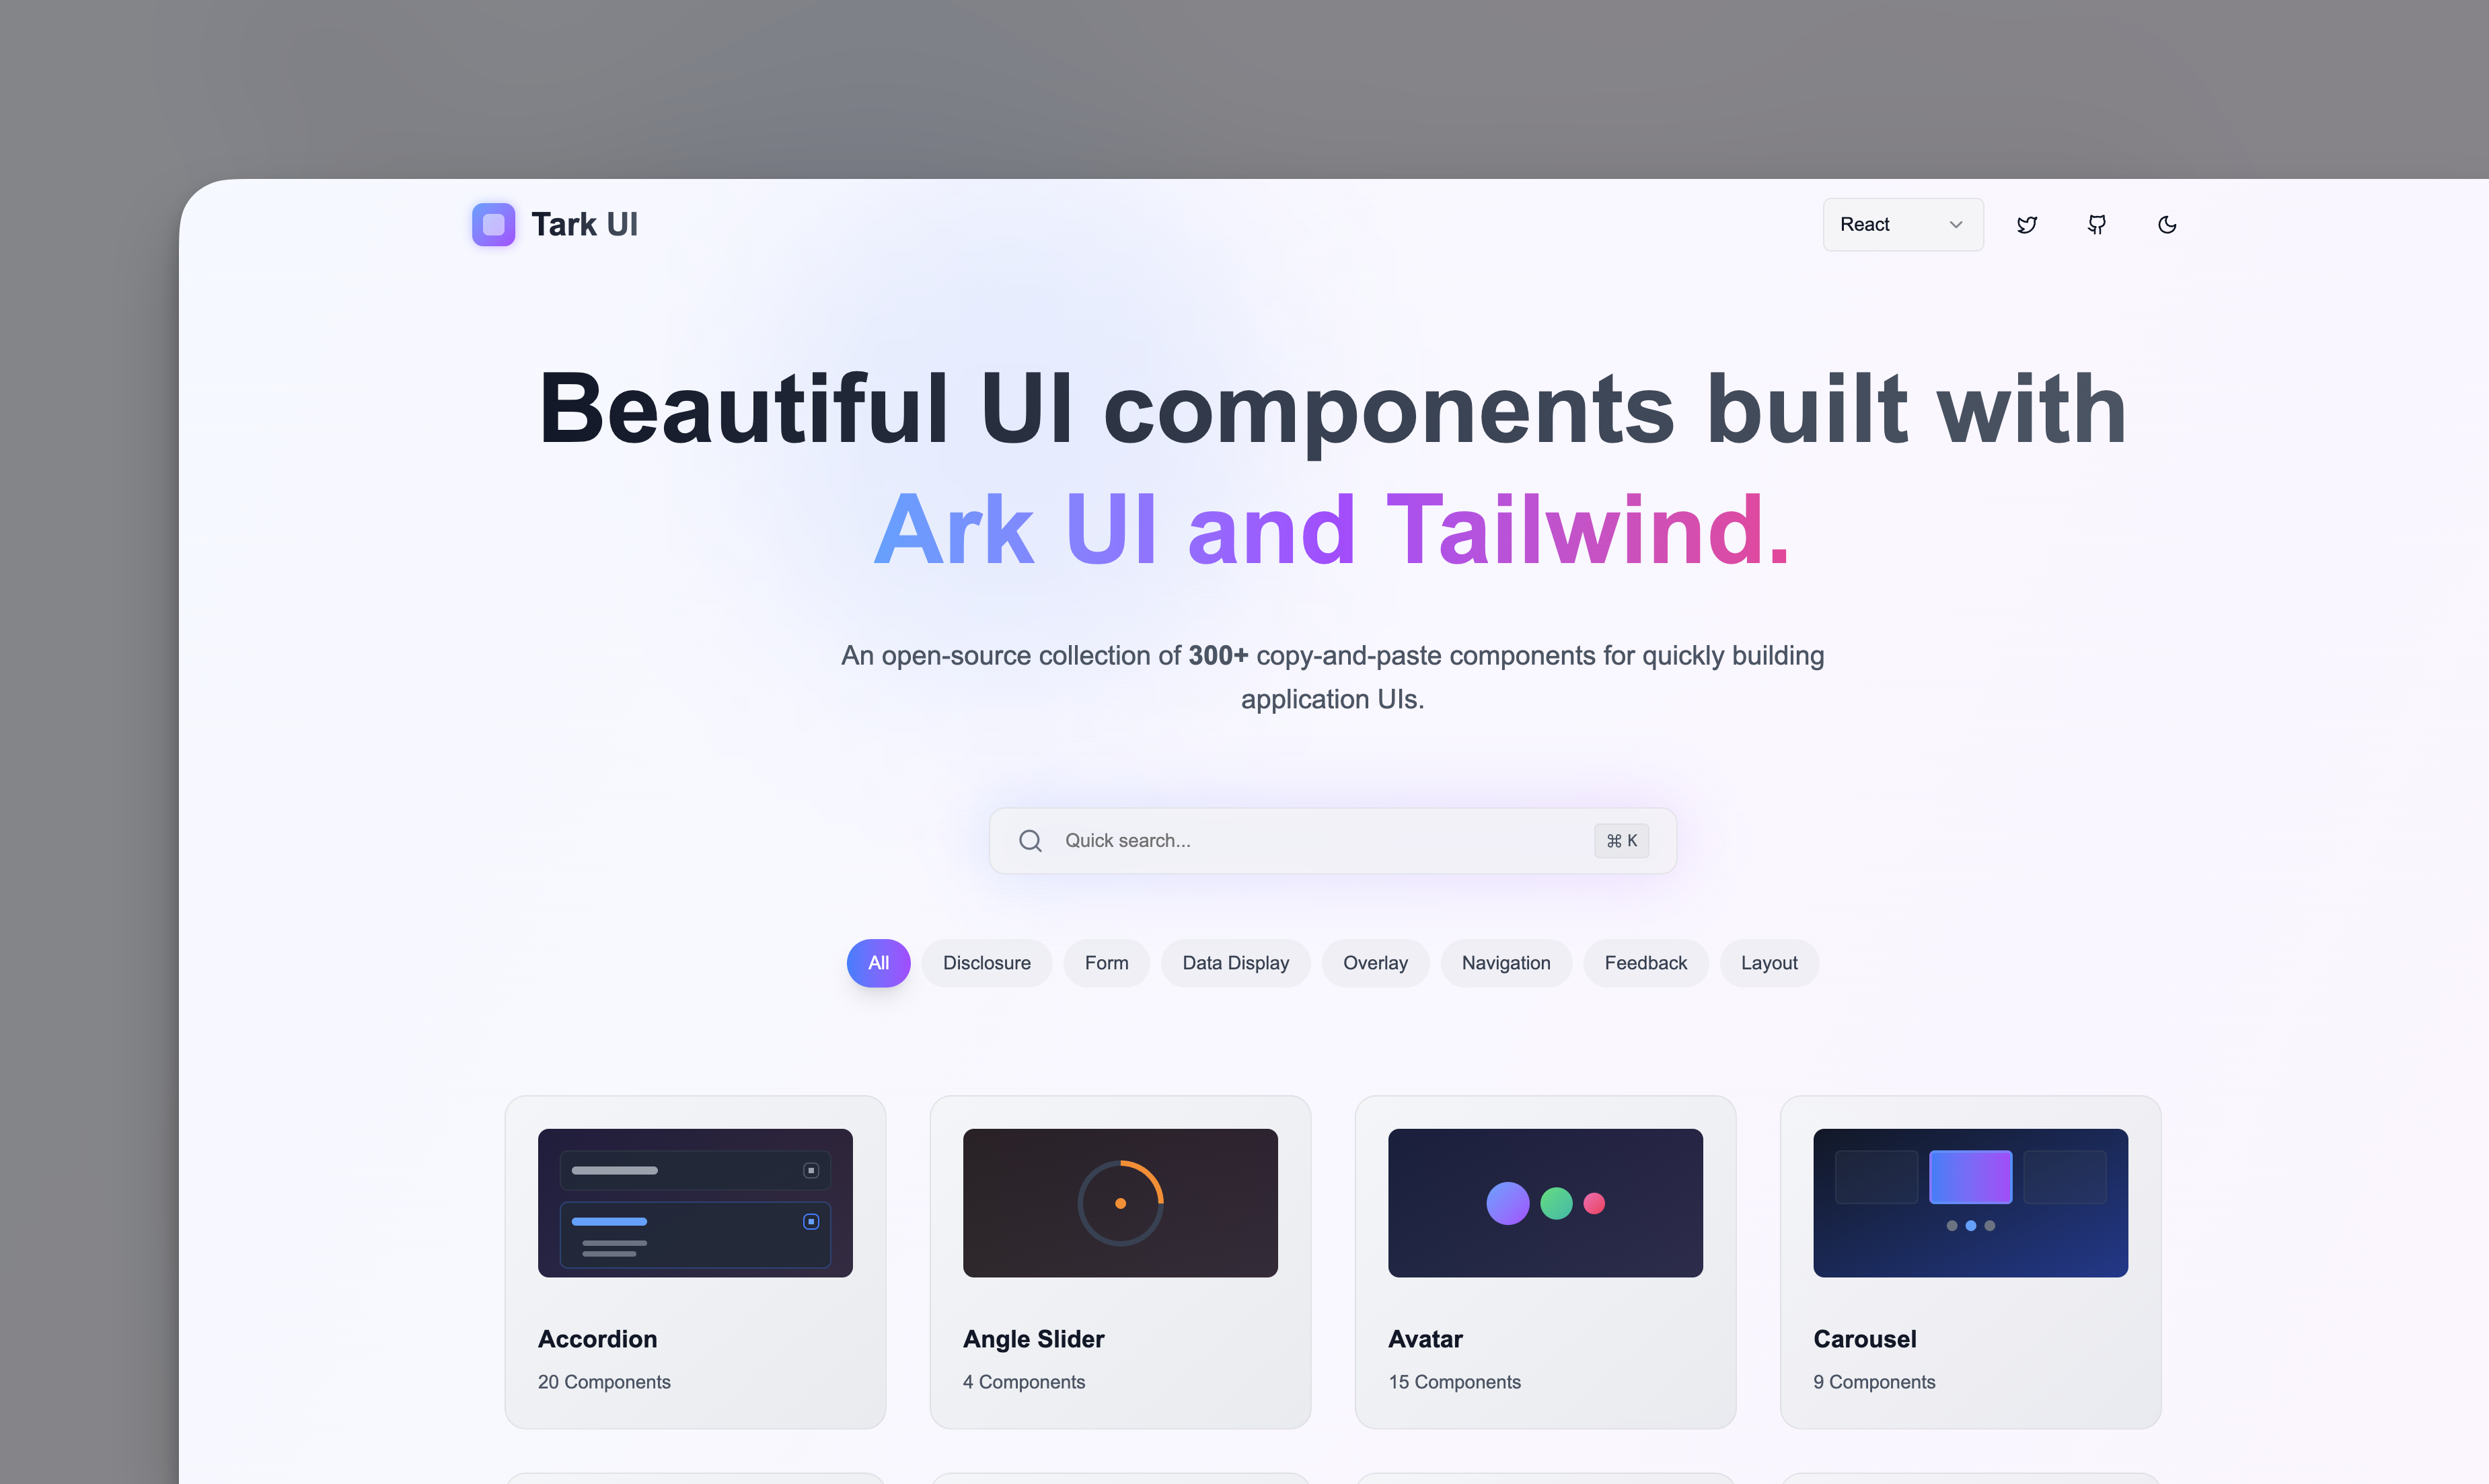 Tark UI
React
Beautiful UI components built with
Ark UI and Tailwind.
An open-source collection of 300+ copy-and-paste components for quickly building
application UIs.
Quick search...
⌘ K
All
Disclosure
Form
Data Display
Overlay
Navigation
Feedback
Layout
Accordion
20 Components
Angle Slider
4 Components
Avatar
15 Components
Carousel
9 Components